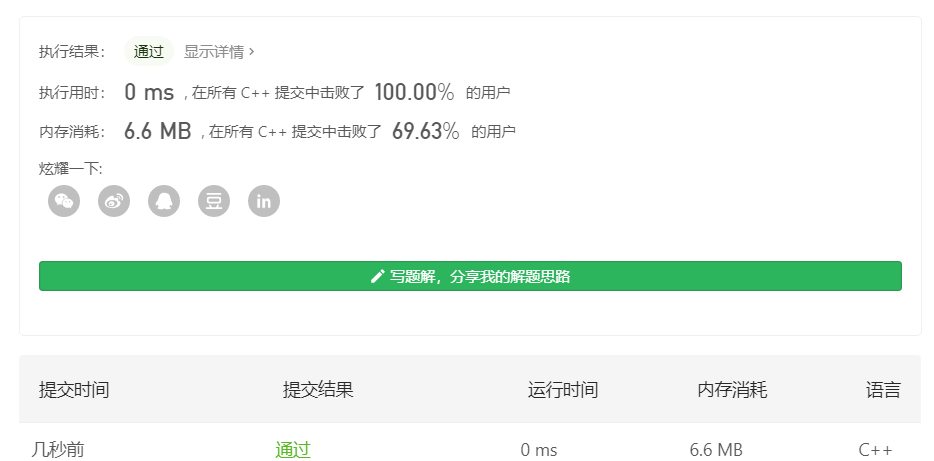 执行结果： 通过 显示详情 ›
执行用时： 0 ms , 在所有 C++ 提交中击败了 100.00% 的用户
内存消耗： 6.6 MB , 在所有 C++ 提交中击败了 69.63% 的用户
炫耀一下:
豆 in
写题解，分享我的解题思路
提交时间 提交结果 运行时间 内存消耗 语言
几秒前 通过 0 ms 6.6 MB C++